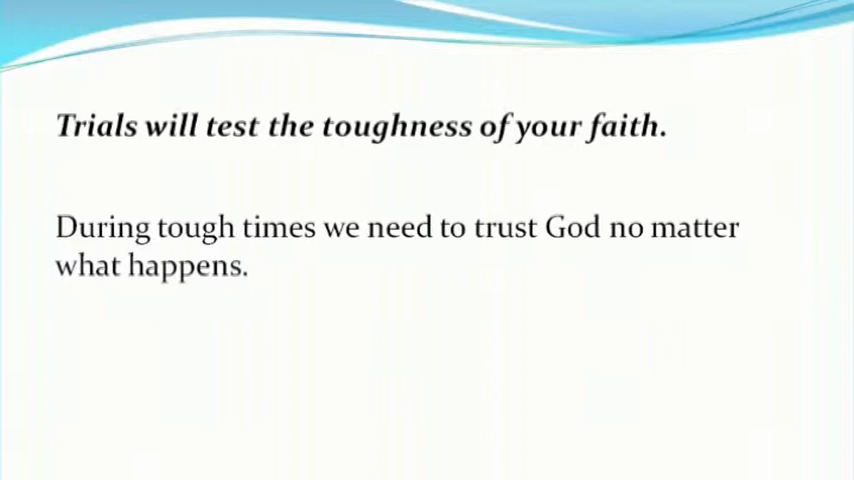 Trials will test the toughness of your faith.
During tough times we need to trust God no matter
what happens.